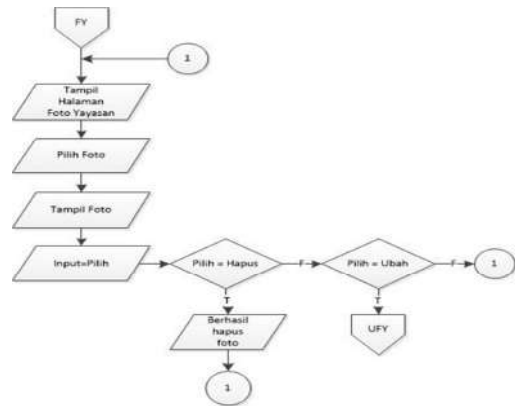 FY
1
Tampil
Halaman
Foto Yayasan
Pilih Foto
Tampil Foto
Input=Pilih
Pilih = Hapus
F
Pilih = Ubah
F
1
T
T
Berhasil
hapus
foto
UFY
1